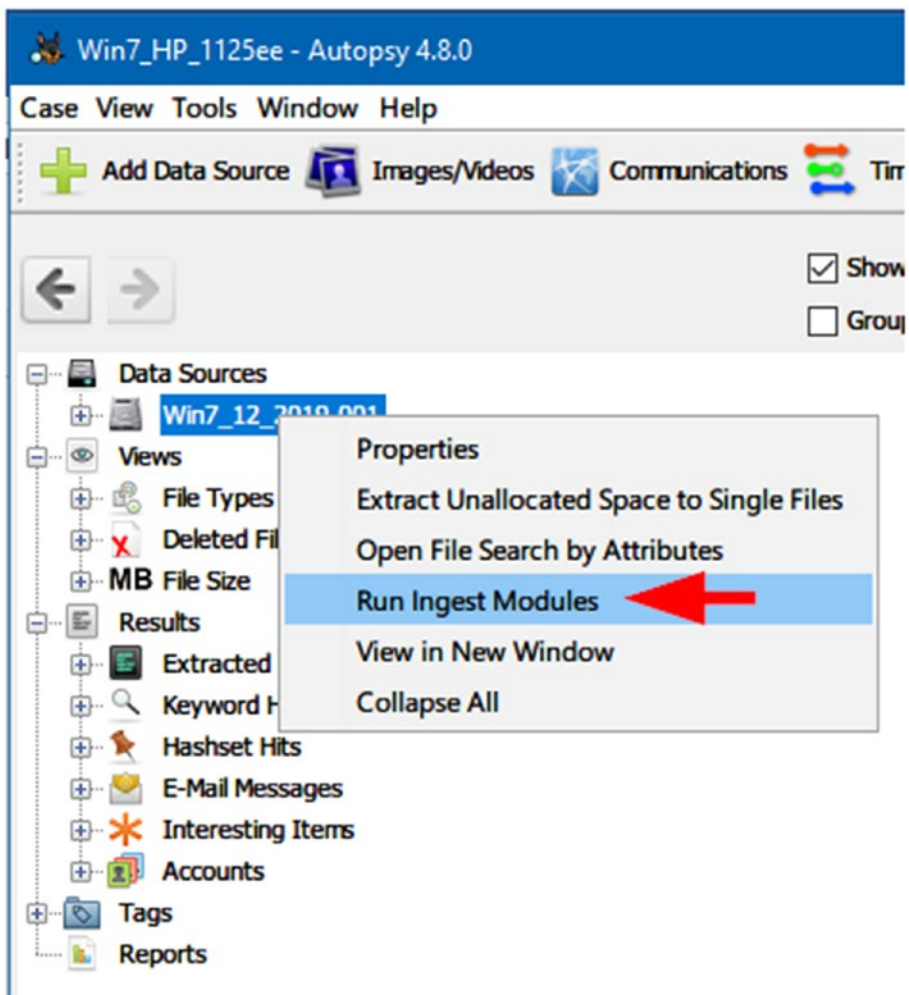 Win7_HP_1125ee - Autopsy 4.8.0
Case View Tools Window Help
Add Data Source Images/Videos Communications
Show
Data Sources
Win7_12_2019_001
Views
File Types
Deleted
MB File Size
Results
Extracted
Keyword
Hashset Hits
E-Mail Messages
Interesting Items
Accounts
Tags
Reports
Properties
Extract Unallocated Space to Single Files
Open File Search by Attributes
Run Ingest Modules
View in New Window
Collapse All